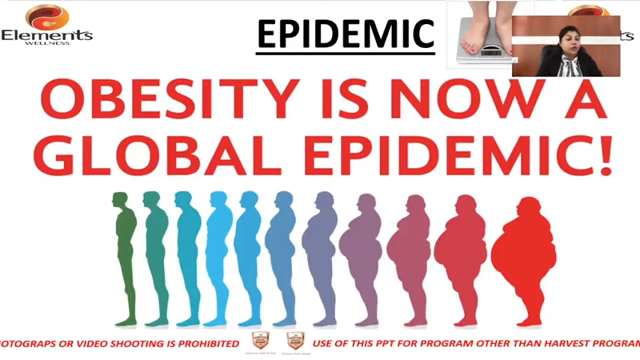 Elements
WELLNESS
EPIDEMIC
OBESITY IS NOW A
GLOBAL EPIDEMIC!
OTOGRAPS OR VIDEO SHOOTING IS PROHIBITED
USE OF THIS PPT FOR PROGRAM OTHER THAN HARVEST PROGRAM